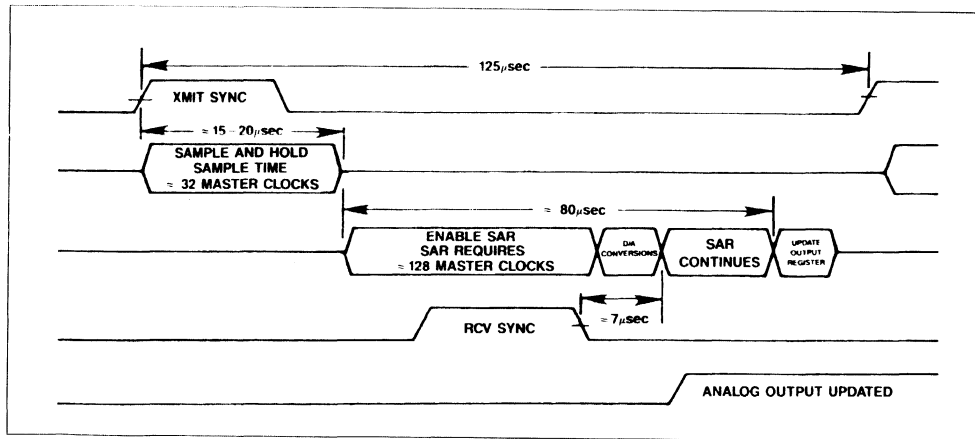 125μsec
XMIT SYNC
≈ 15-20μsec
SAMPLE AND HOLD
SAMPLE TIME
≈ 32 MASTER CLOCKS
≈ 80μsec
ENABLE SAR
SAR REQUIRES
≈ 128 MASTER CLOCKS
D/A
CONVERSIONS
SAR
CONTINUES
UPDATE
OUTPUT
REGISTER
RCV SYNC
≈ 7μsec
ANALOG OUTPUT UPDATED